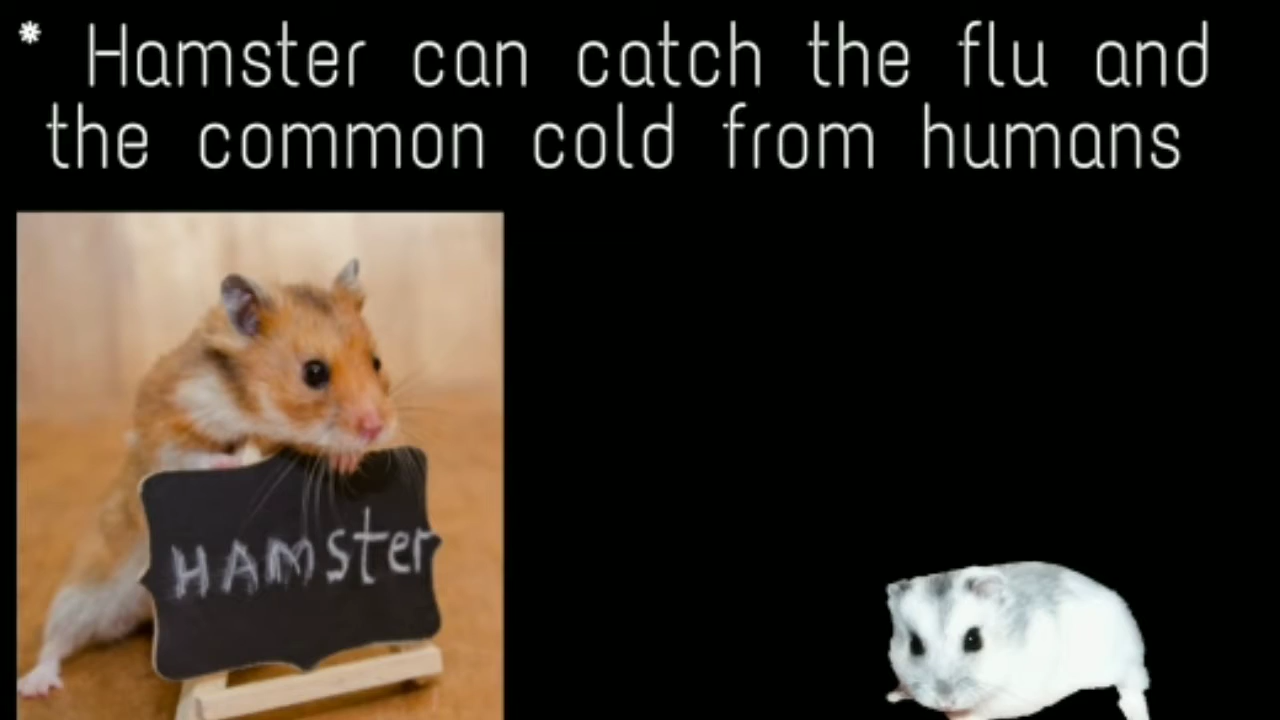 * Hamster can catch the flu and
the common cold from humans
HAMster